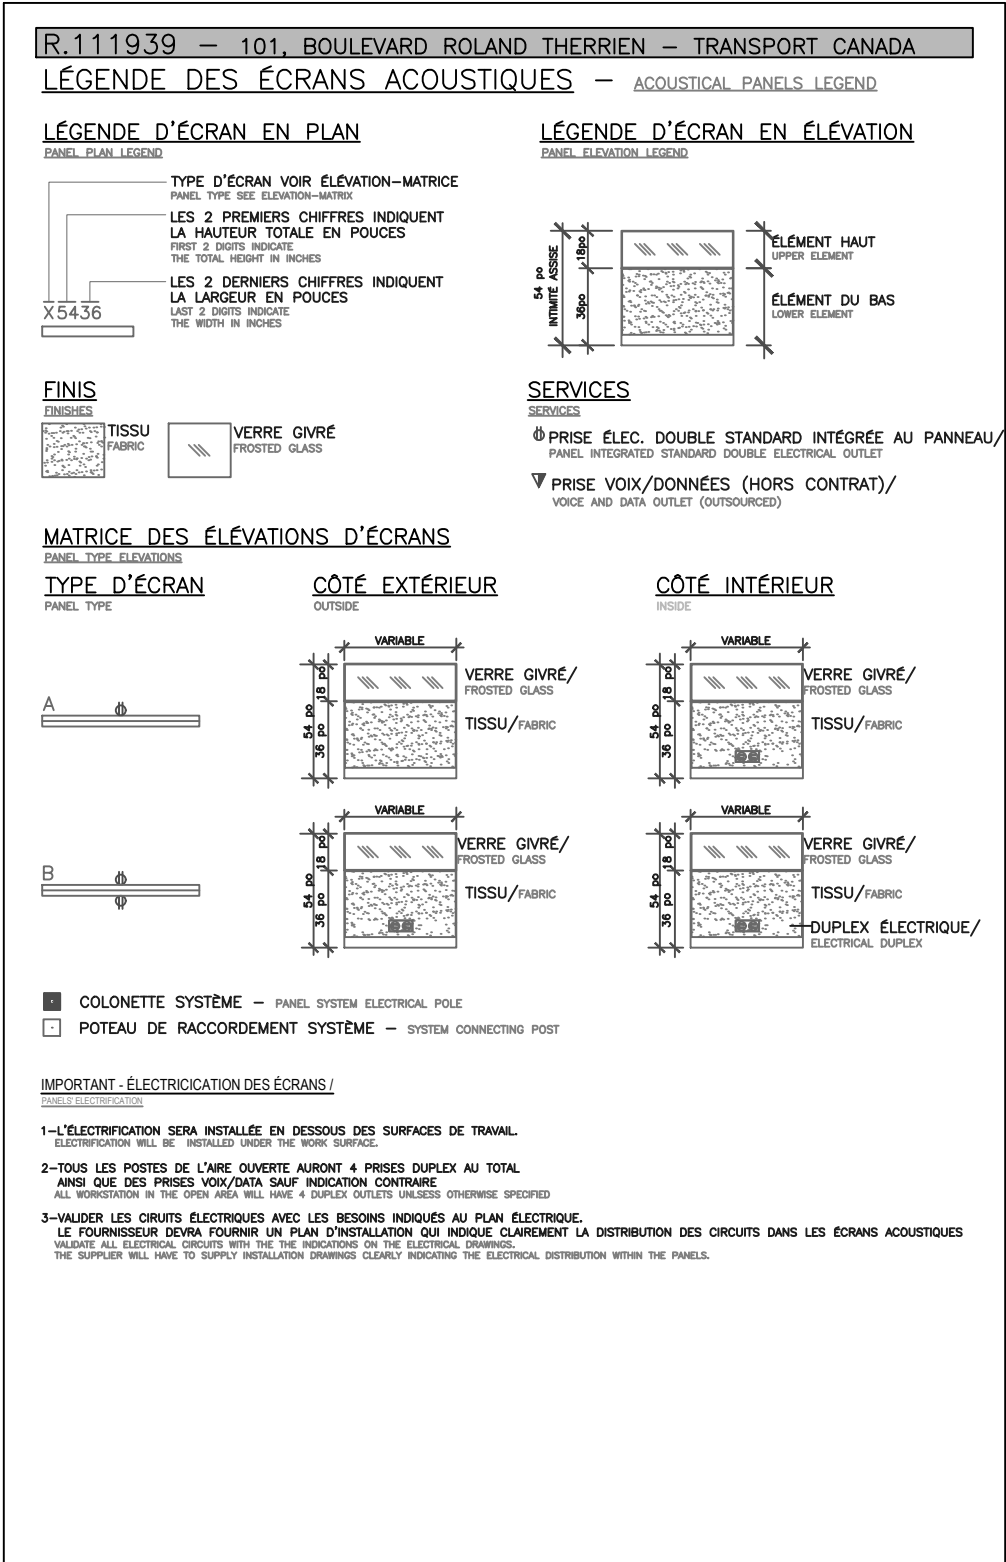 R.111939 – 101, BOULEVARD ROLAND THERRIEN – TRANSPORT CANADA
LÉGENDE DES ÉCRANS ACOUSTIQUES – ACOUSTICAL PANELS LEGEND
LÉGENDE D'ÉCRAN EN PLAN
PANEL PLAN LEGEND
TYPE D'ÉCRAN VOIR ÉLÉVATION–MATRICE
PANEL TYPE SEE ELEVATION–MATRIX
LES 2 PREMIERS CHIFFRES INDIQUENT
LA HAUTEUR TOTALE EN POUCES
FIRST 2 DIGITS INDICATE
THE TOTAL HEIGHT IN INCHES
LES 2 DERNIERS CHIFFRES INDIQUENT
LA LARGEUR EN POUCES
LAST 2 DIGITS INDICATE
THE WIDTH IN INCHES
X5436
LÉGENDE D'ÉCRAN EN ÉLÉVATION
PANEL ELEVATION LEGEND
54 po
INTIMITÉ ASSISE
18po
36po
ÉLÉMENT HAUT
UPPER ELEMENT
ÉLÉMENT DU BAS
LOWER ELEMENT
FINIS
FINISHES
TISSU
FABRIC
VERRE GIVRÉ
FROSTED GLASS
SERVICES
SERVICES
PRISE ÉLEC. DOUBLE STANDARD INTÉGRÉE AU PANNEAU/
PANEL INTEGRATED STANDARD DOUBLE ELECTRICAL OUTLET
PRISE VOIX/DONNÉES (HORS CONTRAT)/
VOICE AND DATA OUTLET (OUTSOURCED)
MATRICE DES ÉLÉVATIONS D'ÉCRANS
PANEL TYPE ELEVATIONS
TYPE D'ÉCRAN
PANEL TYPE
CÔTÉ EXTÉRIEUR
OUTSIDE
CÔTÉ INTÉRIEUR
INSIDE
A
VARIABLE
54 po
18 po
36 po
VERRE GIVRÉ/
FROSTED GLASS
TISSU/FABRIC
VARIABLE
54 po
18 po
36 po
VERRE GIVRÉ/
FROSTED GLASS
TISSU/FABRIC
B
VARIABLE
54 po
18 po
36 po
VERRE GIVRÉ/
FROSTED GLASS
TISSU/FABRIC
VARIABLE
54 po
18 po
36 po
VERRE GIVRÉ/
FROSTED GLASS
TISSU/FABRIC
DUPLEX ÉLECTRIQUE/
ELECTRICAL DUPLEX
COLONETTE SYSTÈME – PANEL SYSTEM ELECTRICAL POLE
POTEAU DE RACCORDEMENT SYSTÈME – SYSTEM CONNECTING POST
IMPORTANT - ÉLECTRICICATION DES ÉCRANS /
PANELS' ELECTRIFICATION
1–L'ÉLECTRIFICATION SERA INSTALLÉE EN DESSOUS DES SURFACES DE TRAVAIL.
ELECTRIFICATION WILL BE INSTALLED UNDER THE WORK SURFACE.
2–TOUS LES POSTES DE L'AIRE OUVERTE AURONT 4 PRISES DUPLEX AU TOTAL
AINSI QUE DES PRISES VOIX/DATA SAUF INDICATION CONTRAIRE
ALL WORKSTATION IN THE OPEN AREA WILL HAVE 4 DUPLEX OUTLETS UNLSESS OTHERWISE SPECIFIED
3–VALIDER LES CIRUITS ÉLECTRIQUES AVEC LES BESOINS INDIQUÉS AU PLAN ÉLECTRIQUE.
LE FOURNISSEUR DEVRA FOURNIR UN PLAN D'INSTALLATION QUI INDIQUE CLAIREMENT LA DISTRIBUTION DES CIRCUITS DANS LES ÉCRANS ACOUSTIQUES
VALIDATE ALL ELECTRICAL CIRCUITS WITH THE THE INDICATIONS ON THE ELECTRICAL DRAWINGS.
THE SUPPLIER WILL HAVE TO SUPPLY INSTALLATION DRAWINGS CLEARLY INDICATING THE ELECTRICAL DISTRIBUTION WITHIN THE PANELS.